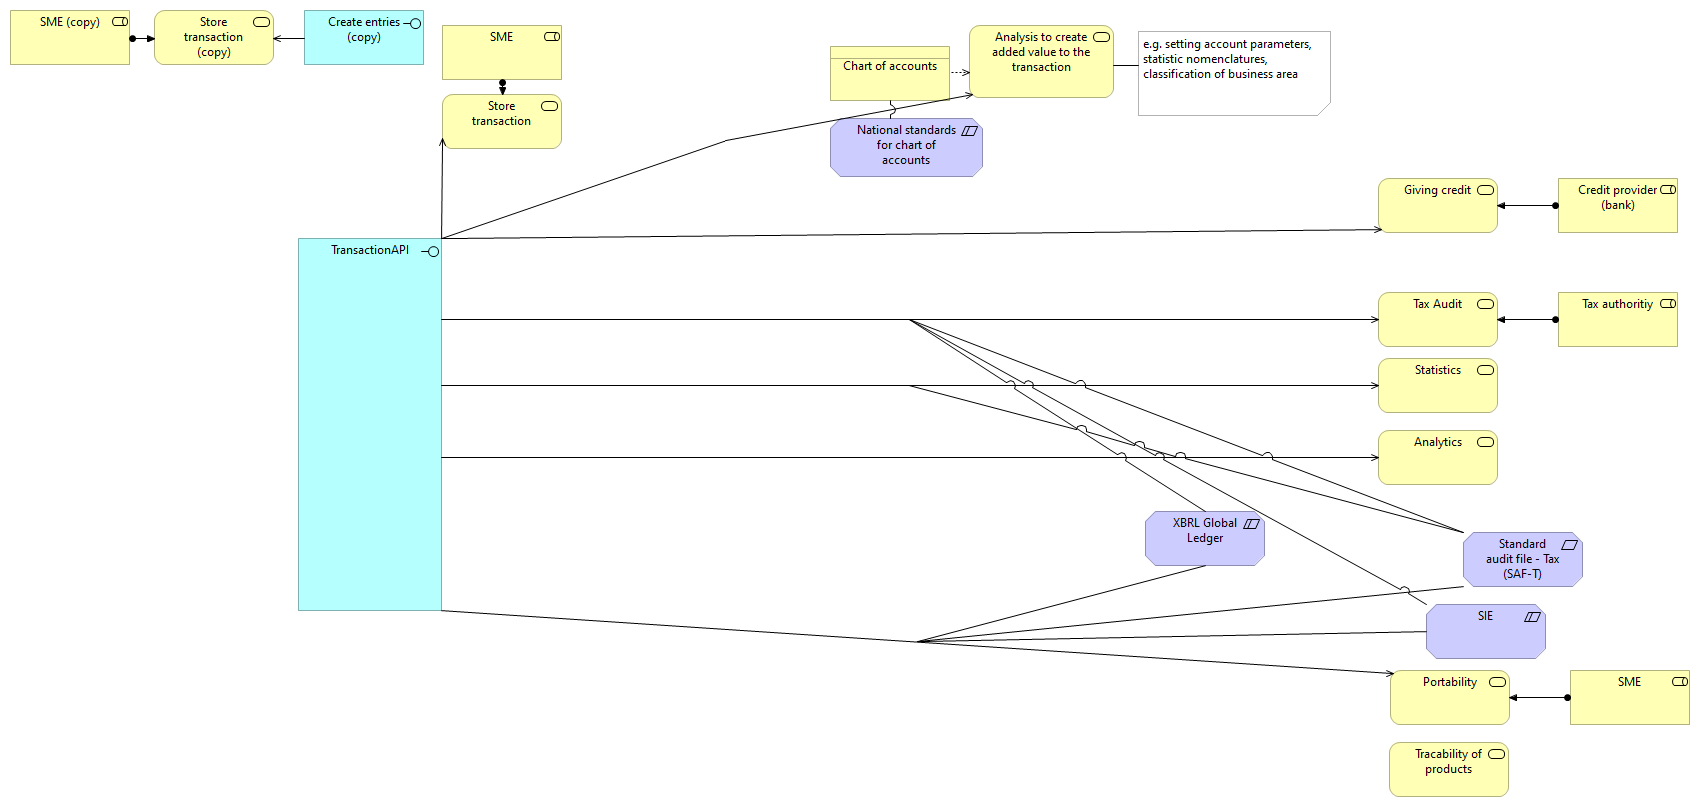 SME (copy)
Store
transaction
(copy)
Create entries
(copy)
SME
Store
transaction
Chart of accounts
Analysis to create
added value to the
transaction
e.g. setting account parameters,
statistic nomenclatures,
classification of business area
National standards
for chart of
accounts
Giving credit
Credit provider
(bank)
TransactionAPI
Tax Audit
Tax authoritiy
Statistics
Analytics
XBRL Global
Ledger
Standard
audit file - Tax
(SAF-T)
SIE
Portability
SME
Tracability of
products